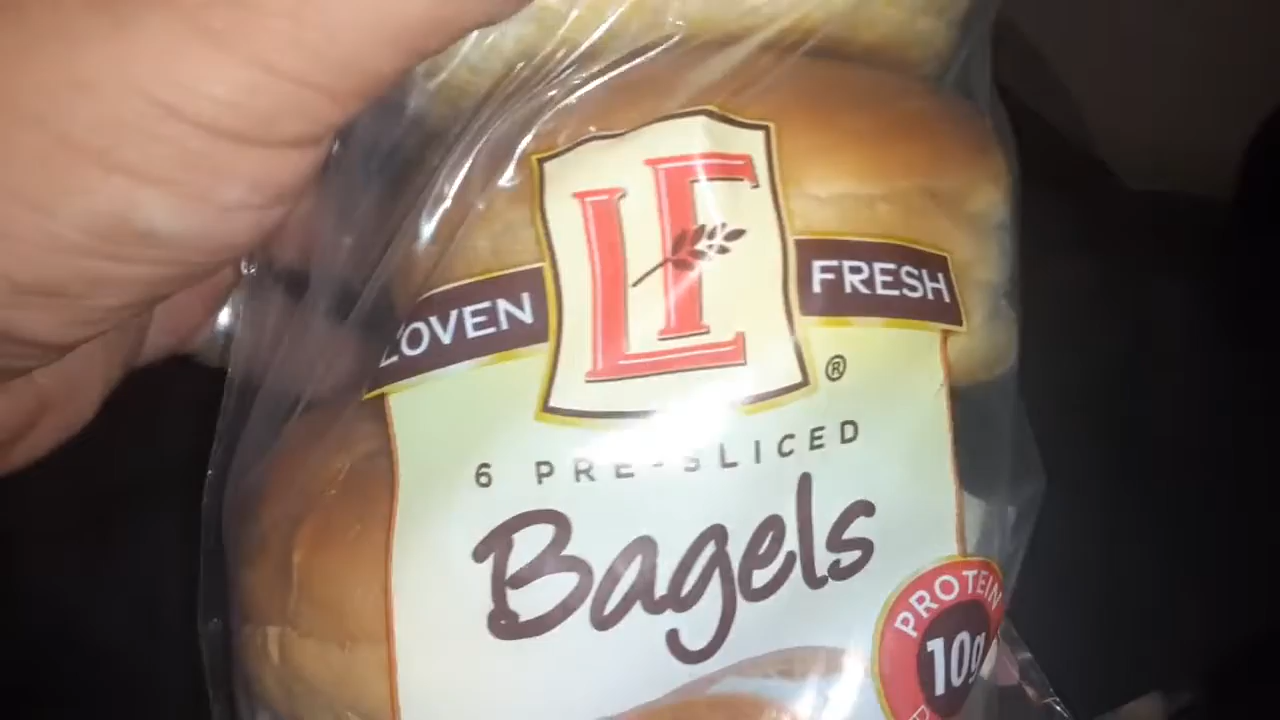 L'OVEN
LF
FRESH
®
6 PRE-SLICED
Bagels
PROTEIN
10g